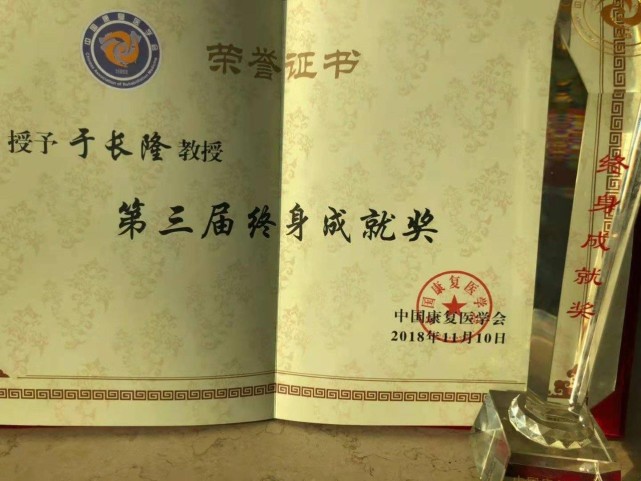 荣誉证书
授予于长隆教授
第三届终身成就奖
中国康复医学会
2018年11月10日
终身成就奖